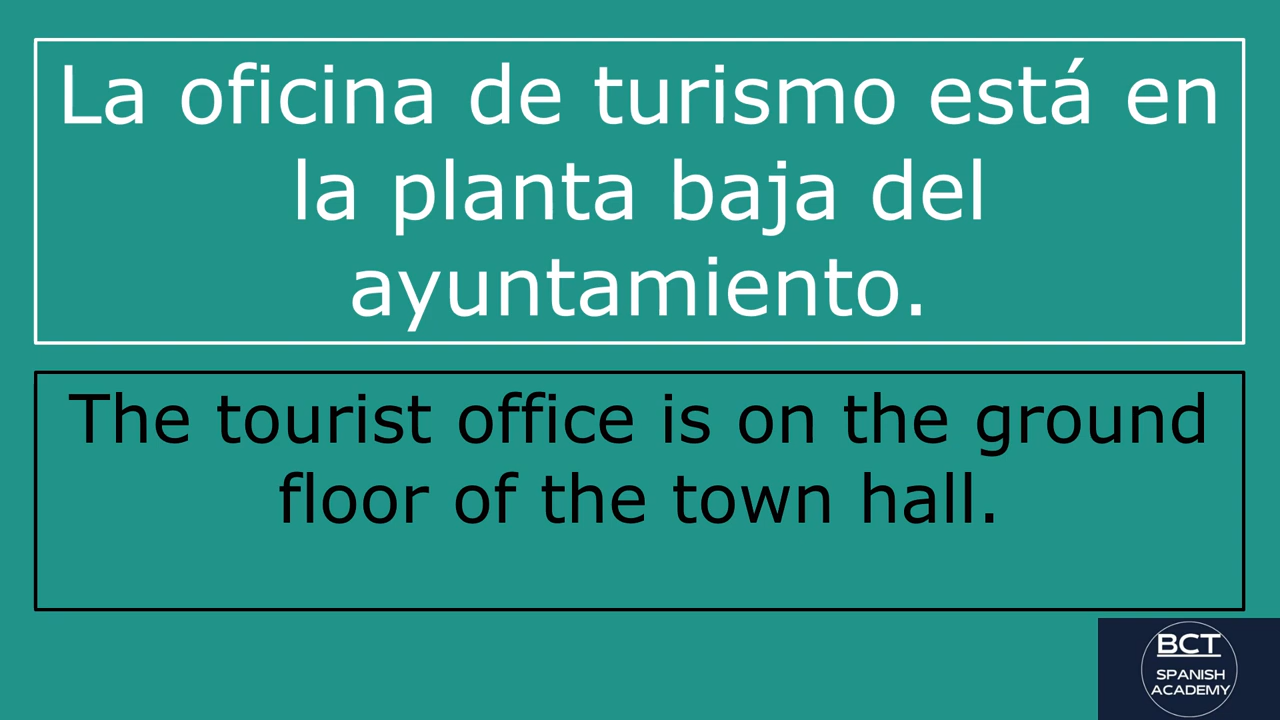 La oficina de turismo está en
la planta baja del
ayuntamiento.
The tourist office is on the ground
floor of the town hall.
BCT
SPANISH
ACADEMY